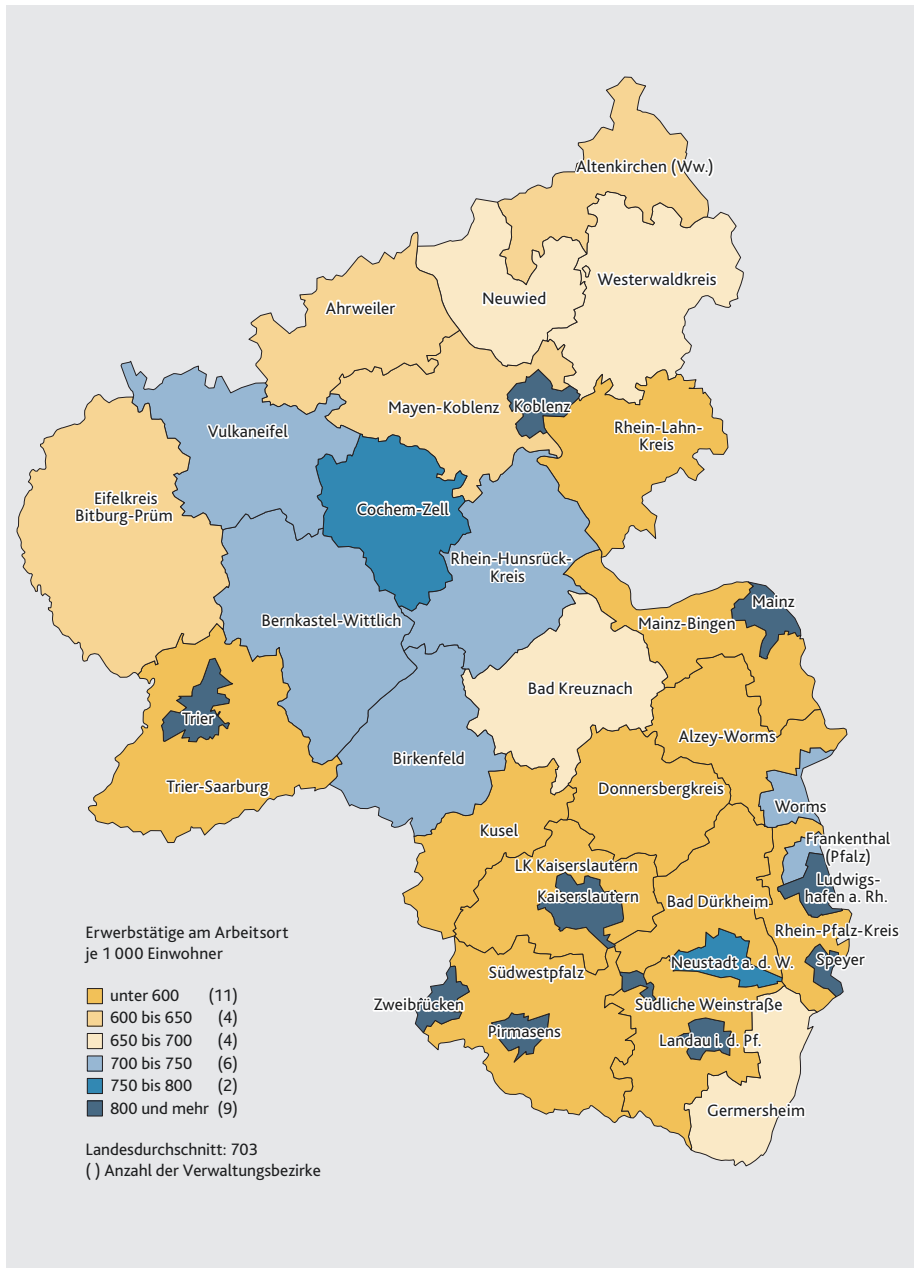 Altenkirchen (Ww.)
Westerwaldkreis
Neuwied
Ahrweiler
Mayen-Koblenz
Koblenz
Rhein-Lahn-
Kreis
Vulkaneifel
Eifelkreis
Bitburg-Prüm
Cochem-Zell
Rhein-Hunsrück-
Kreis
Mainz
Bernkastel-Wittlich
Mainz-Bingen
Bad Kreuznach
Trier
Alzey-Worms
Birkenfeld
Trier-Saarburg
Donnersbergkreis
Worms
Kusel
Frankenthal
(Pfalz)
LK Kaiserslautern
Ludwigs-
hafen a. Rh.
Kaiserslautern
Bad Dürkheim
Rhein-Pfalz-Kreis
Speyer
Neustadt a. d. W.
Südwestpfalz
Zweibrücken
Südliche Weinstraße
Pirmasens
Landau i. d. Pf.
Germersheim
Erwerbstätige am Arbeitsort
je 1 000 Einwohner
unter 600 (11)
600 bis 650 (4)
650 bis 700 (4)
700 bis 750 (6)
750 bis 800 (2)
800 und mehr (9)
Landesdurchschnitt: 703
( ) Anzahl der Verwaltungsbezirke